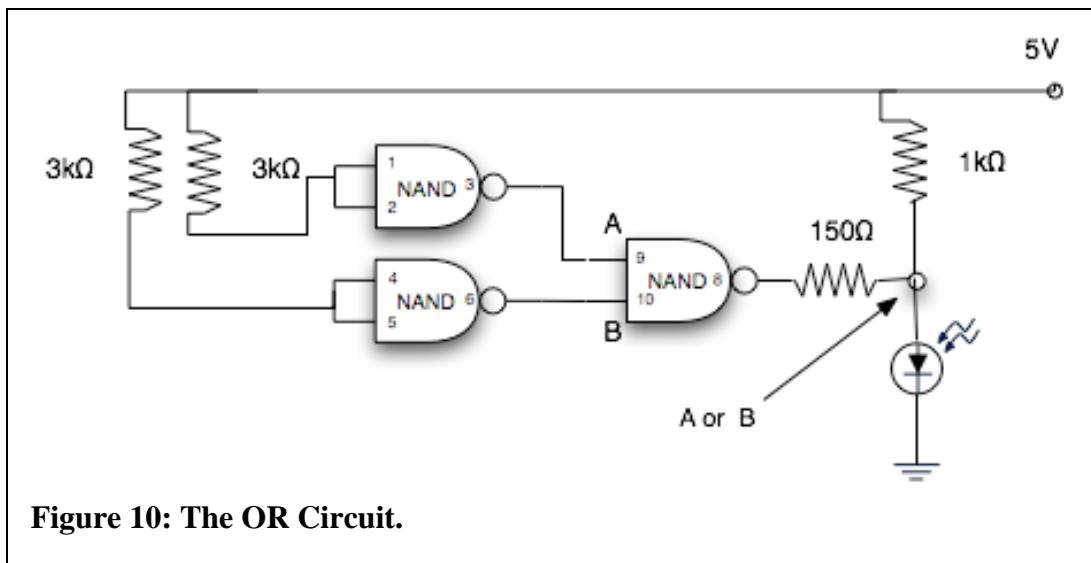 5V
3kΩ
3kΩ
1kΩ
1
NAND 3
2
A
150Ω
9
NAND 8
10
4
NAND 6
5
B
A or B
Figure 10: The OR Circuit.